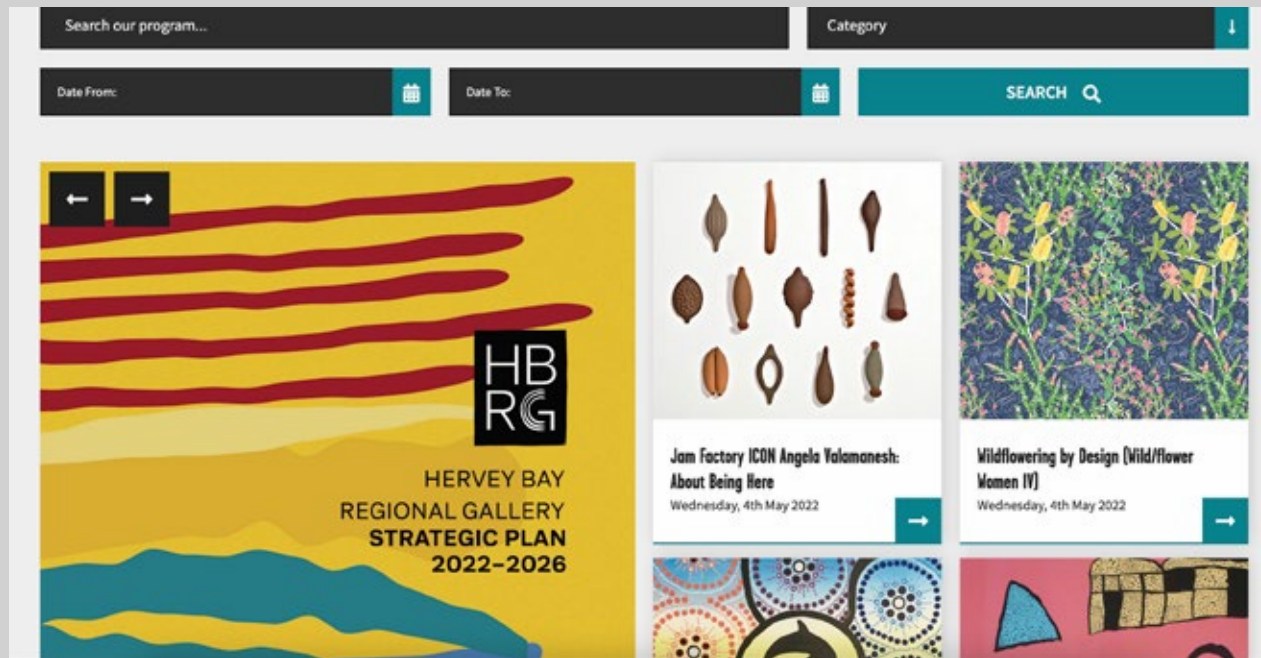 Search our program...
Category
Date From:
Date To:
SEARCH
HB
RG
HERVEY BAY
REGIONAL GALLERY
STRATEGIC PLAN
2022–2026
Jam Factory ICON Angela Valamanesh:
About Being Here
Wednesday, 4th May 2022
Wildflowering by Design (Wild/flower
Women IV)
Wednesday, 4th May 2022